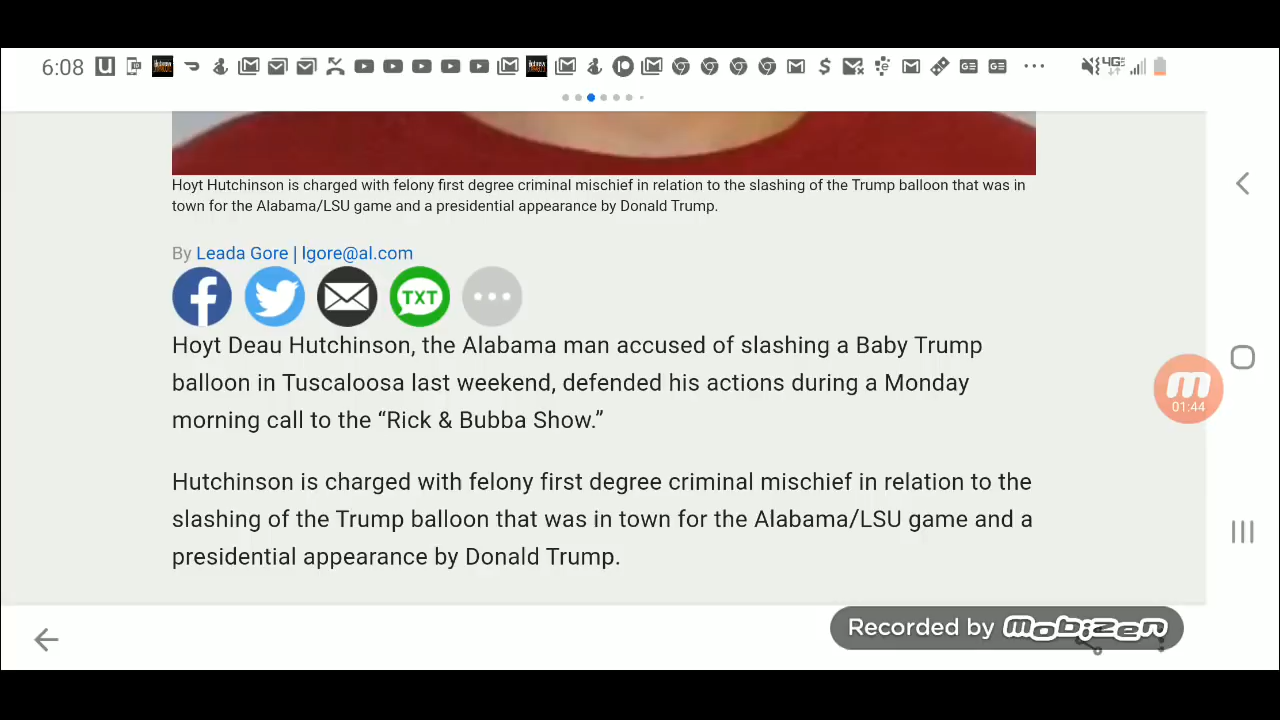 6:08
4G
Hoyt Hutchinson is charged with felony first degree criminal mischief in relation to the slashing of the Trump balloon that was in
town for the Alabama/LSU game and a presidential appearance by Donald Trump.
By Leada Gore | lgore@al.com
TXT
Hoyt Deau Hutchinson, the Alabama man accused of slashing a Baby Trump
balloon in Tuscaloosa last weekend, defended his actions during a Monday
morning call to the “Rick & Bubba Show.”
01:44
Hutchinson is charged with felony first degree criminal mischief in relation to the
slashing of the Trump balloon that was in town for the Alabama/LSU game and a
presidential appearance by Donald Trump.
Recorded by mobizen